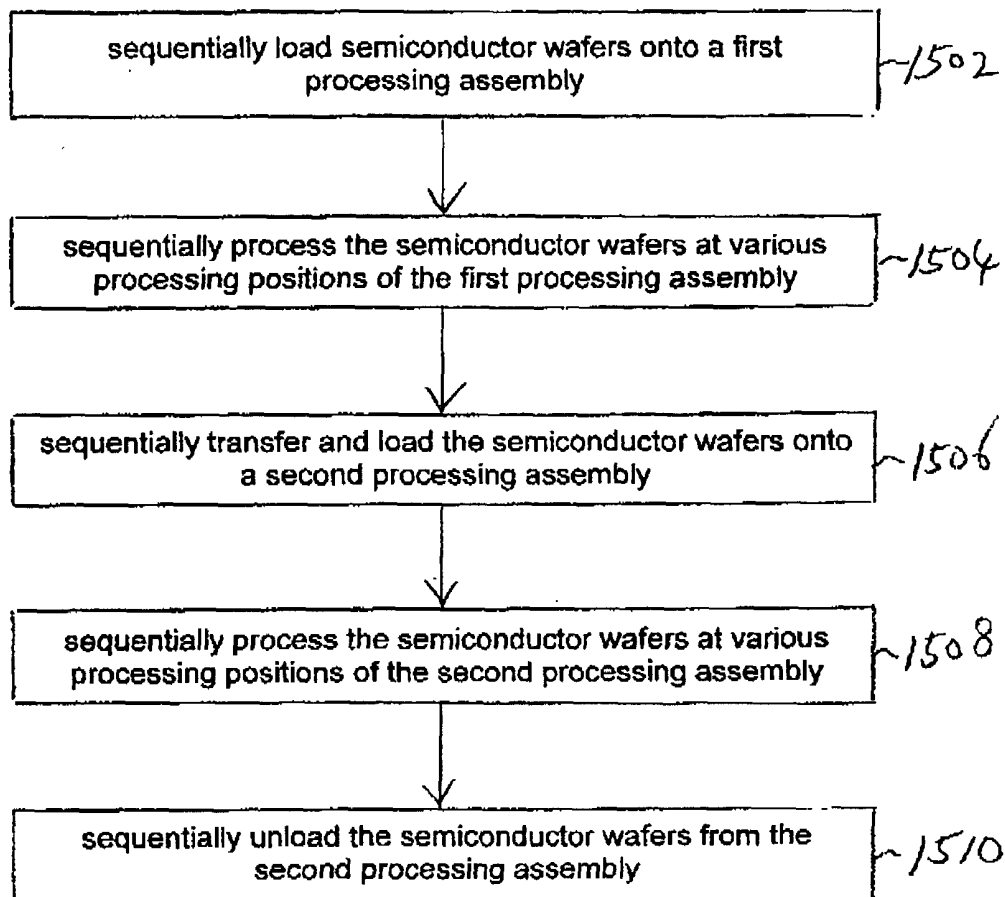 sequentially load semiconductor wafers onto a first
processing assembly
1502
sequentially process the semiconductor wafers at various
processing positions of the first processing assembly
1504
sequentially transfer and load the semiconductor wafers onto
a second processing assembly
1506
sequentially process the semiconductor wafers at various
processing positions of the second processing assembly
1508
sequentially unload the semiconductor wafers from the
second processing assembly
1510